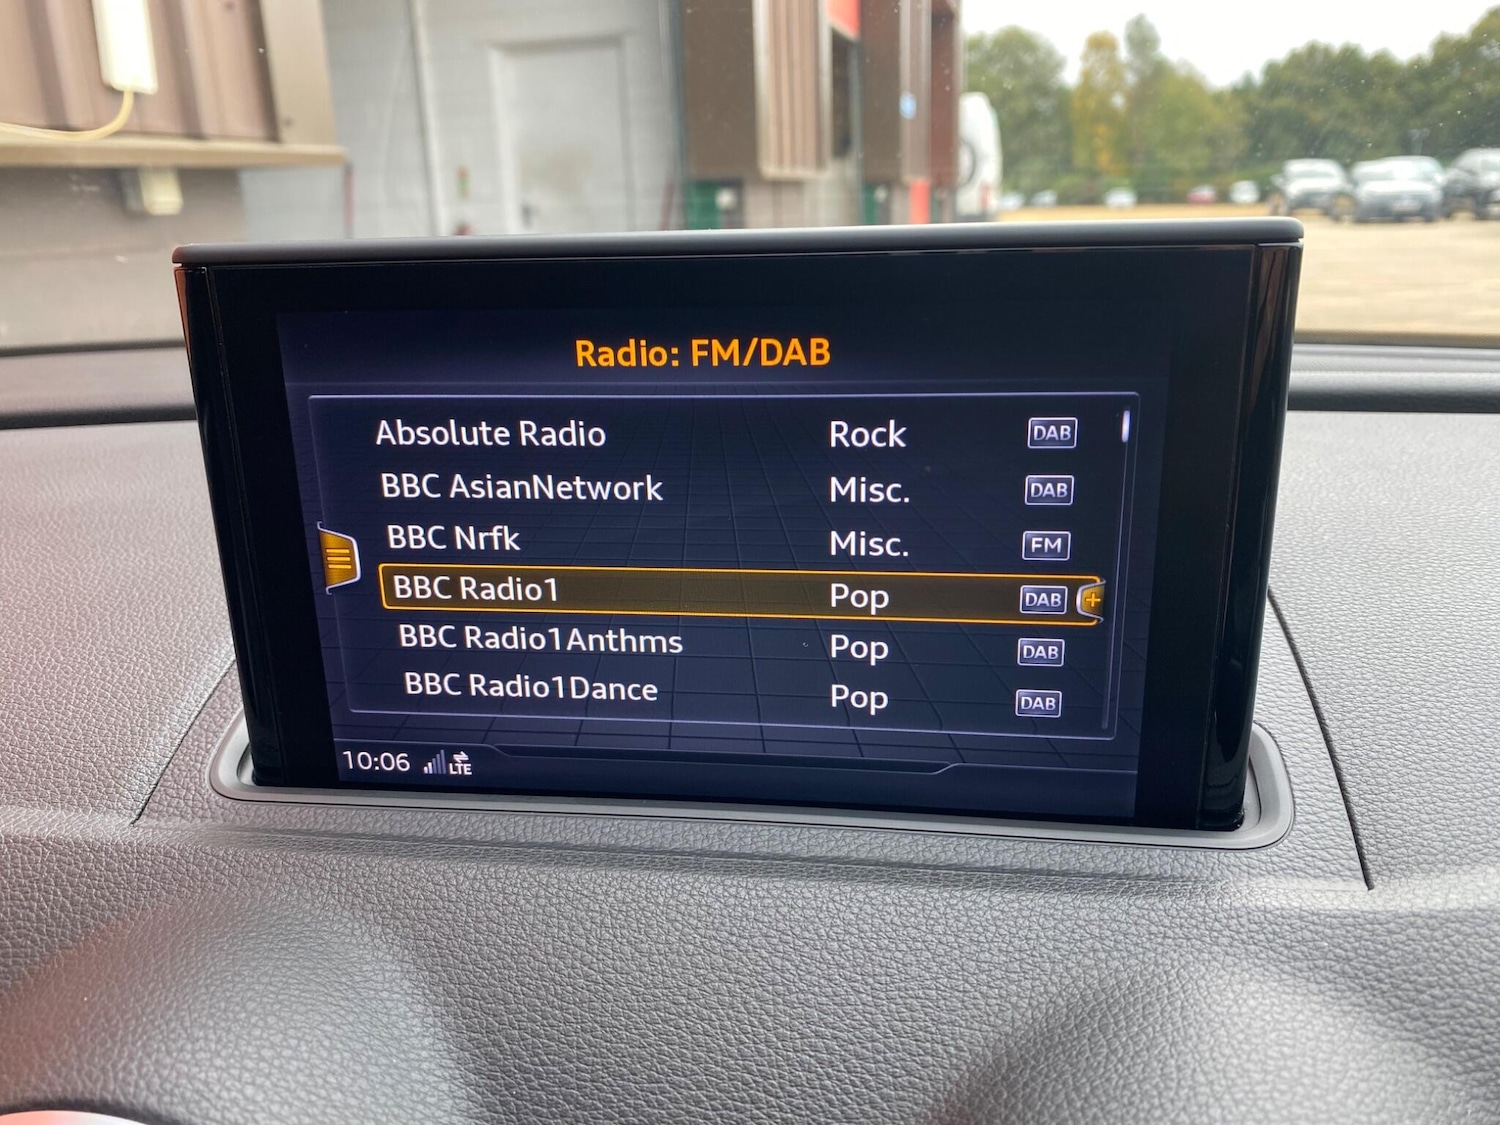 Radio: FM/DAB
Absolute Radio Rock DAB
BBC AsianNetwork Misc. DAB
BBC Nrfk Misc. FM
BBC Radio1 Pop DAB +
BBC Radio1Anthms Pop DAB
BBC Radio1Dance Pop DAB
10:06 LTE